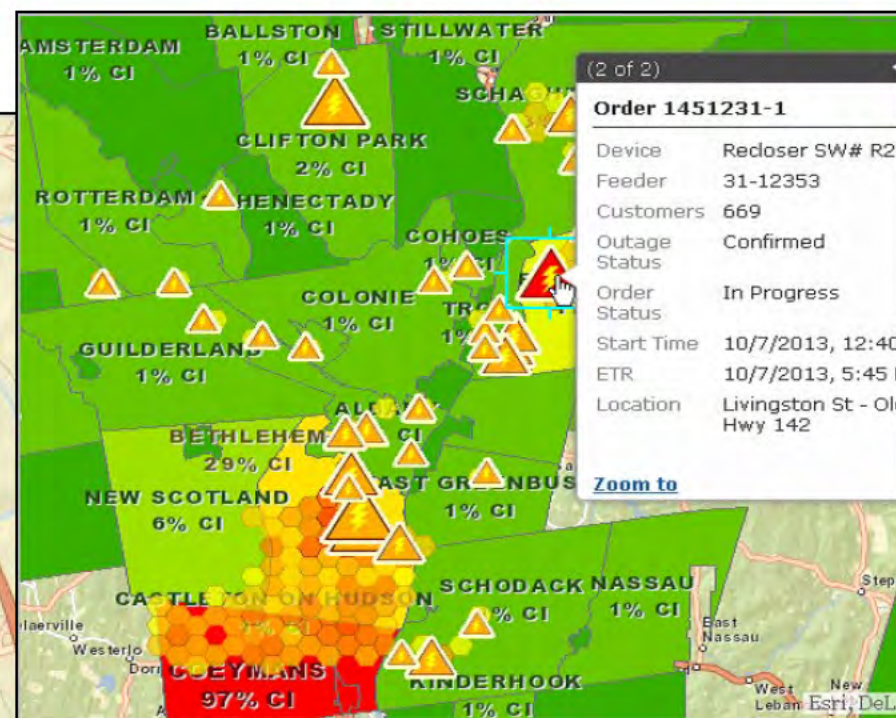 BALLSTON
1% CI
STILLWATER
1% CI
AMSTERDAM
1% CI
CLIFTON PARK
2% CI
ROTTERDAM
1% CI
HENECTADY
1% CI
COHOES
COLONIE
1% CI
GUILDERLAND
1% CI
BETHLEHEM
29% CI
CI
NEW SCOTLAND
6% CI
AST GREENBUS
1% CI
SCHODACK
% CI
NASSAU
1% CI
COEYMANS
97% CI
KINDERHOOK
1% CI
Westerlo
East
Nassau
West
Leban
New
Esri, DeL
(2 of 2)
Order 1451231-1
Device Recloser SW# R2
Feeder 31-12353
Customers 669
Outage Status Confirmed
Order Status In Progress
Start Time 10/7/2013, 12:40
ETR 10/7/2013, 5:45
Location Livingston St - Ol
Hwy 142
Zoom to